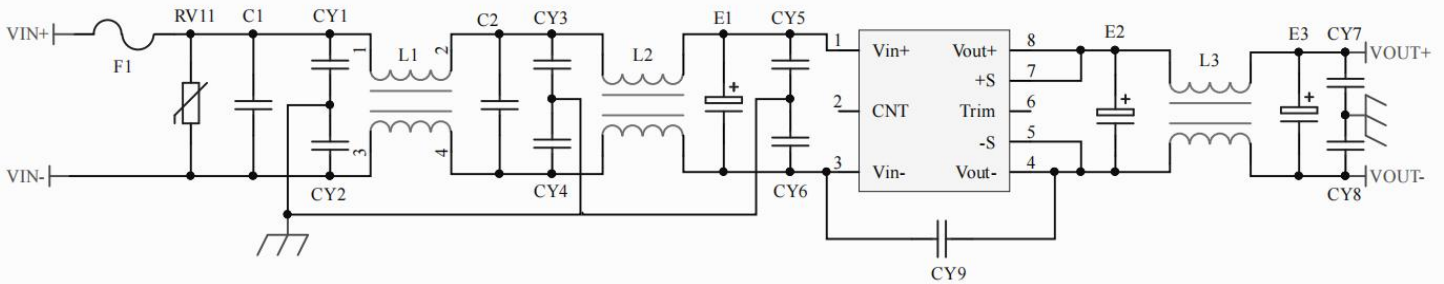 VIN+
F1
RV11
C1
CY1
1
L1
2
C2
CY3
L2
E1
+
CY5
1
Vin+
Vout+
8
E2
+
L3
E3
+
CY7
VOUT+
+S
7
2
CNT
Trim
6
-S
5
3
4
VIN-
CY2
CY4
CY6
3
Vin-
Vout-
4
CY8
VOUT-
CY9